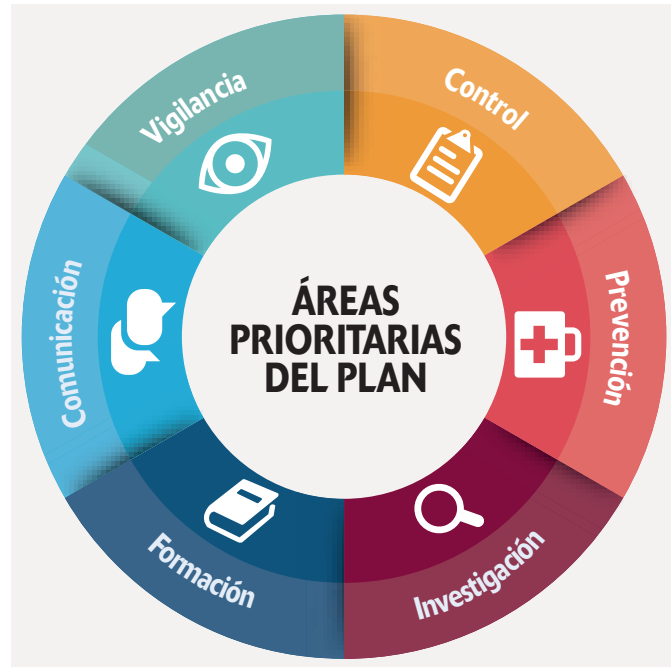 Vigilancia
Control
Prevención
Investigación
Formación
Comunicación
ÁREAS
PRIORITARIAS
DEL PLAN